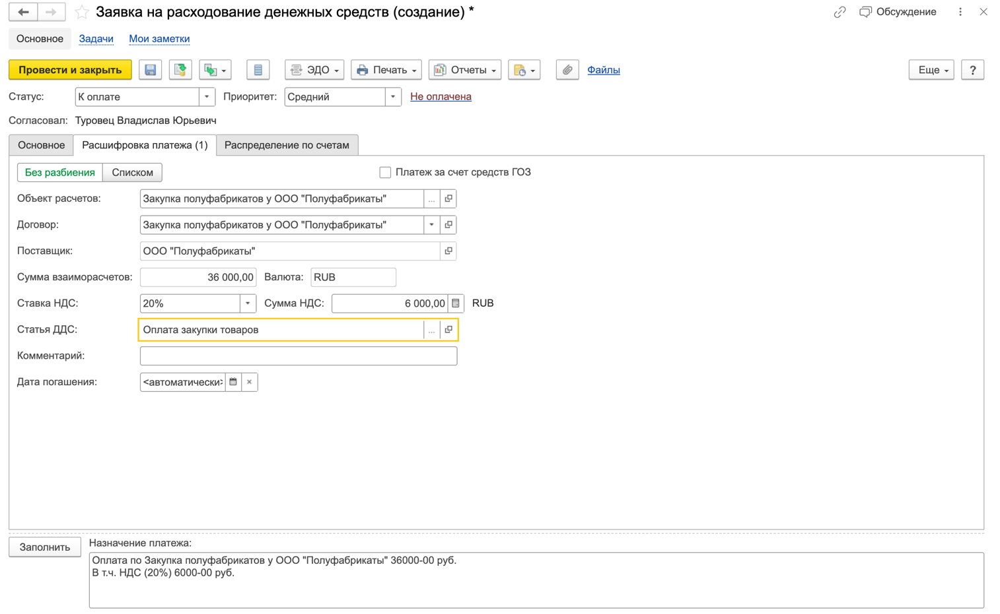 Заявка на расходование денежных средств (создание) *
Обсуждение
Основное Задачи Мои заметки
Провести и закрыть ЭДО Печать Отчеты Файлы Еще ?
Статус: К оплате Приоритет: Средний Не оплачена
Согласовал: Туровец Владислав Юрьевич
Основное Расшифровка платежа (1) Распределение по счетам
Без разбиения Списком Платеж за счет средств ГОЗ
Объект расчетов: Закупка полуфабрикатов у ООО "Полуфабрикаты" ...
Договор: Закупка полуфабрикатов у ООО "Полуфабрикаты"
Поставщик: ООО "Полуфабрикаты"
Сумма взаиморасчетов: 36 000,00 Валюта: RUB
Ставка НДС: 20% Сумма НДС: 6 000,00 RUB
Статья ДДС: Оплата закупки товаров ...
Комментарий:
Дата погашения: <автоматически>
Заполнить Назначение платежа:
Оплата по Закупка полуфабрикатов у ООО "Полуфабрикаты" 36000-00 руб.
В т.ч. НДС (20%) 6000-00 руб.